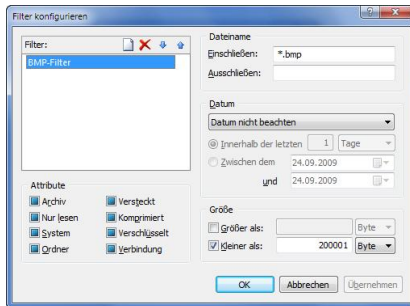 Filter konfigurieren
Filter:
BMP-Filter
Attribute
Archiv
Versteckt
Nur lesen
Komprimiert
System
Verschlüsselt
Ordner
Verbindung
Dateiname
Einschließen: *.bmp
Ausschließen:
Datum
Datum nicht beachten
Innerhalb der letzten 1 Tage
Zwischen dem 24.09.2009
und 24.09.2009
Größe
Größer als: Byte
Kleiner als: 200001 Byte
OK Abbrechen Übernehmen